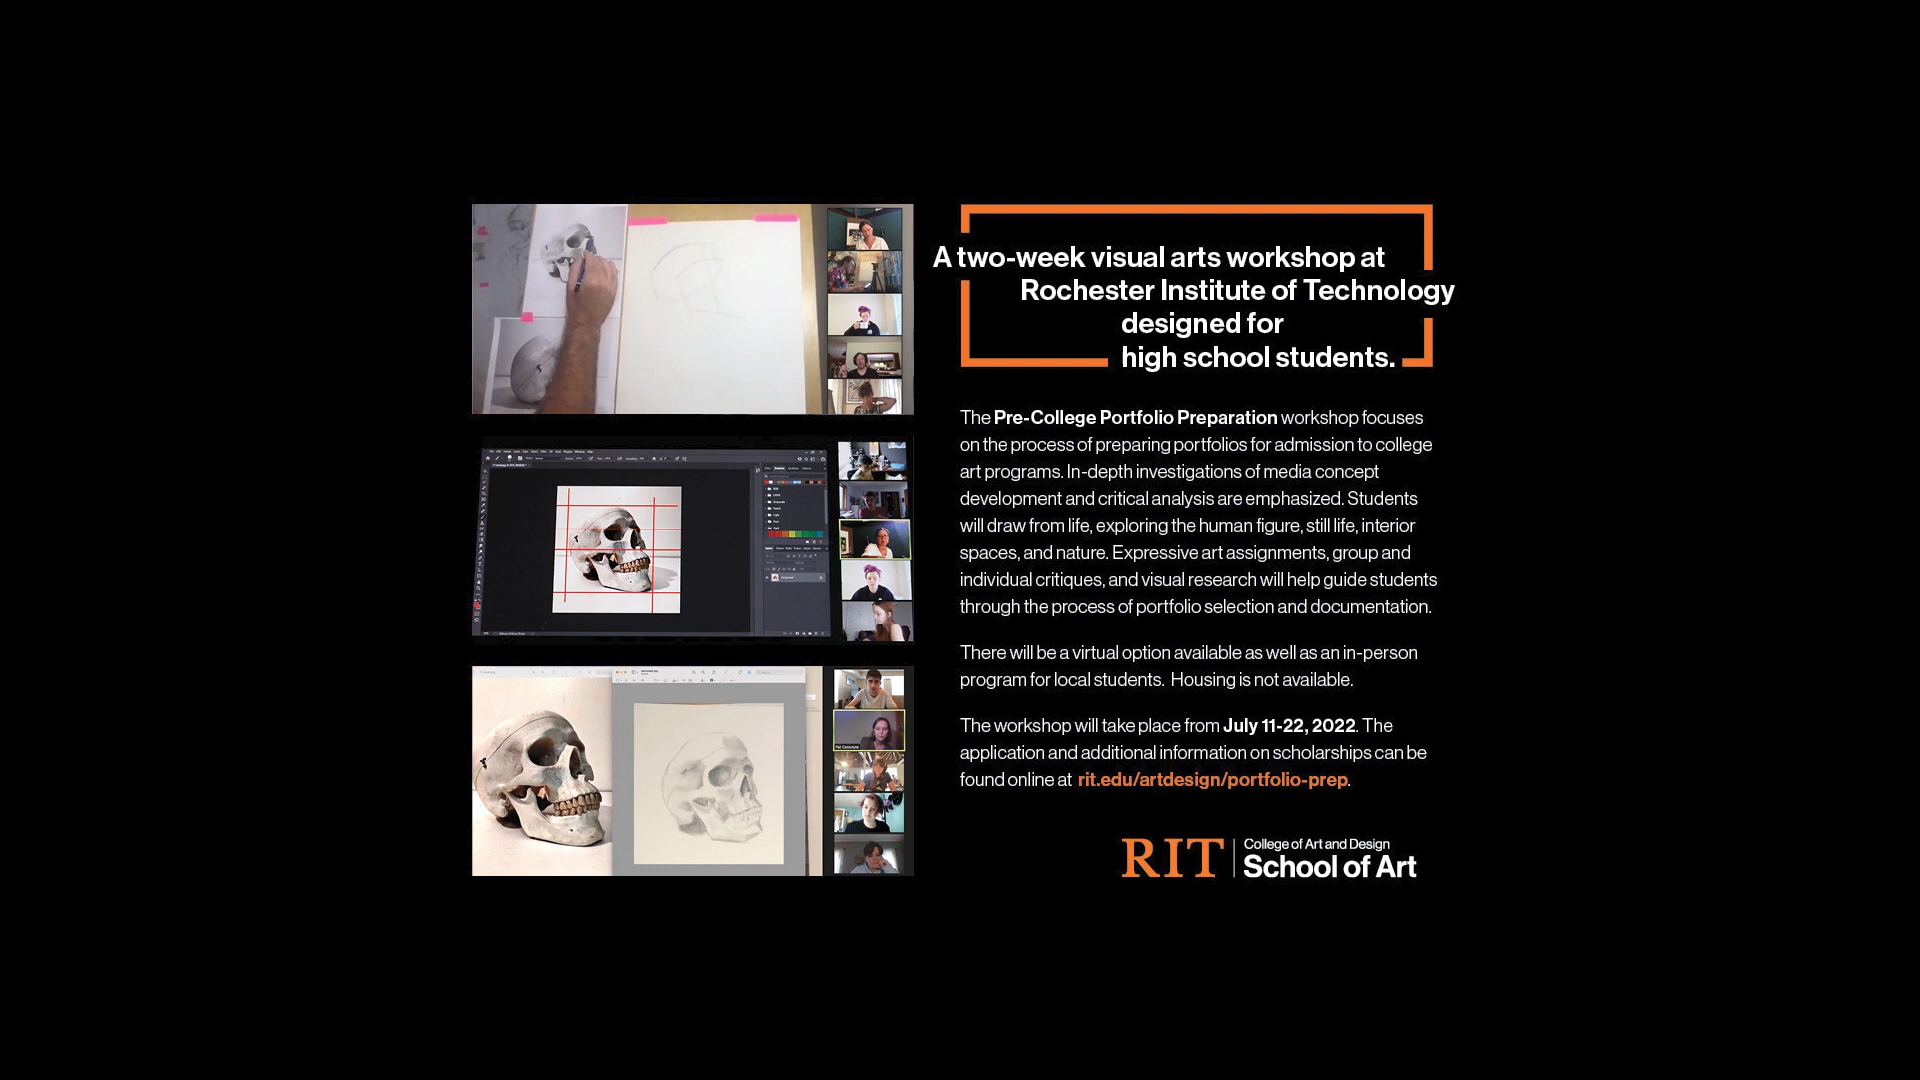 A two-week visual arts workshop at
Rochester Institute of Technology
designed for
high school students.
The Pre-College Portfolio Preparation workshop focuses
on the process of preparing portfolios for admission to college
art programs. In-depth investigations of media concept
development and critical analysis are emphasized. Students
will draw from life, exploring the human figure, still life, interior
spaces, and nature. Expressive art assignments, group and
individual critiques, and visual research will help guide students
through the process of portfolio selection and documentation.
There will be a virtual option available as well as an in-person
program for local students. Housing is not available.
The workshop will take place from July 11-22, 2022. The
application and additional information on scholarships can be
found online at rit.edu/artdesign/portfolio-prep.
RIT
College of Art and Design
School of Art